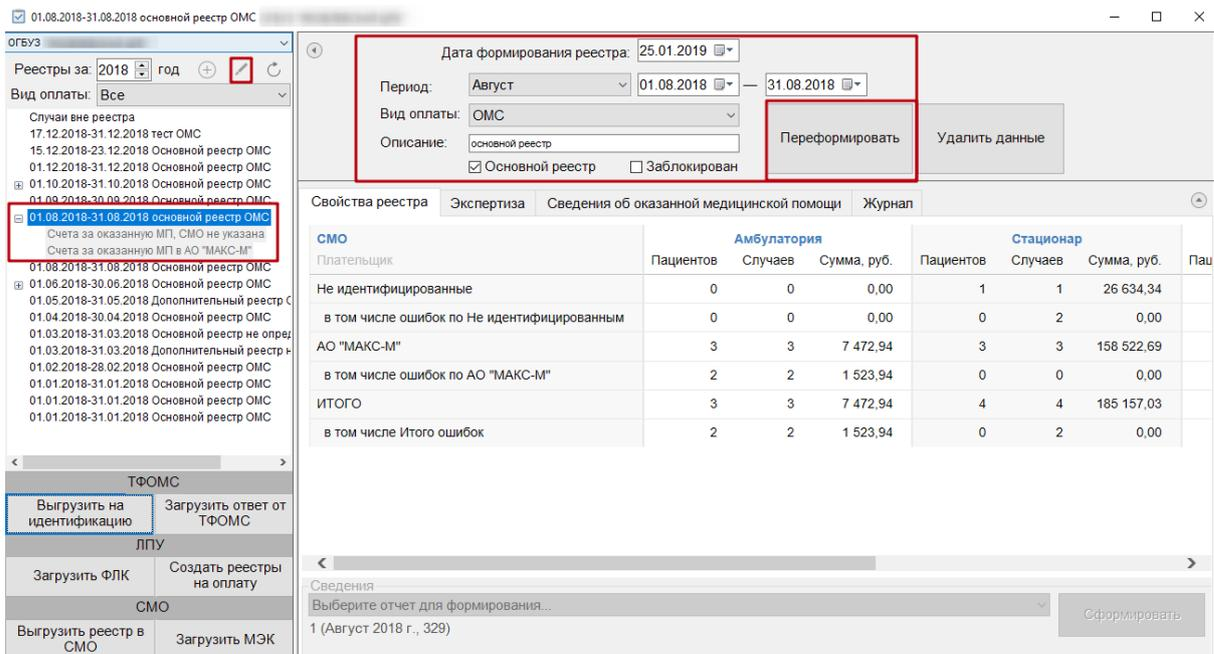 01.08.2018-31.08.2018 основной реестр ОМС
ОГБУЗ
Реестры за: 2018 год
Вид оплаты: Все
Случаи вне реестра
17.12.2018-31.12.2018 тест ОМС
15.12.2018-23.12.2018 Основной реестр ОМС
01.12.2018-31.12.2018 Основной реестр ОМС
01.10.2018-31.10.2018 Основной реестр ОМС
01.09.2018-30.09.2018 Основной реестр ОМС
01.08.2018-31.08.2018 основной реестр ОМС
Счета за оказанную МП, СМО не указана
Счета за оказанную МП в АО "МАКС-М"
01.08.2018-31.08.2018 Основной реестр ОМС
01.06.2018-30.06.2018 Основной реестр ОМС
01.05.2018-31.05.2018 Дополнительный реестр
01.04.2018-30.04.2018 Основной реестр ОМС
01.03.2018-31.03.2018 Основной реестр не опред
01.03.2018-31.03.2018 Дополнительный реестр н
01.02.2018-28.02.2018 Основной реестр ОМС
01.01.2018-31.01.2018 Основной реестр ОМС
01.01.2018-31.01.2018 Основной реестр ОМС
01.01.2018-31.01.2018 Основной реестр ОМС
ТФОМС
Выгрузить на идентификацию Загрузить ответ от ТФОМС
ЛПУ
Загрузить ФЛК Создать реестры на оплату
СМО
Выгрузить реестр в СМО Загрузить МЭК
Дата формирования реестра: 25.01.2019
Период: Август 01.08.2018 — 31.08.2018
Вид оплаты: ОМС
Описание: основной реестр
Основной реестр Заблокирован
Переформировать Удалить данные
Свойства реестра Экспертиза Сведения об оказанной медицинской помощи Журнал
СМО Амбулатория Стационар
Плательщик Пациентов Случаев Сумма, руб. Пациентов Случаев Сумма, руб. Пац
Не идентифицированные 0 0 0,00 1 1 26 634,34
в том числе ошибок по Не идентифицированным 0 0 0,00 0 2 0,00
АО "МАКС-М" 3 3 7 472,94 3 3 158 522,69
в том числе ошибок по АО "МАКС-М" 2 2 1 523,94 0 0 0,00
ИТОГО 3 3 7 472,94 4 4 185 157,03
в том числе Итого ошибок 2 2 1 523,94 0 2 0,00
Сведения
Выберите отчет для формирования... Сформировать
1 (Август 2018 г., 329)